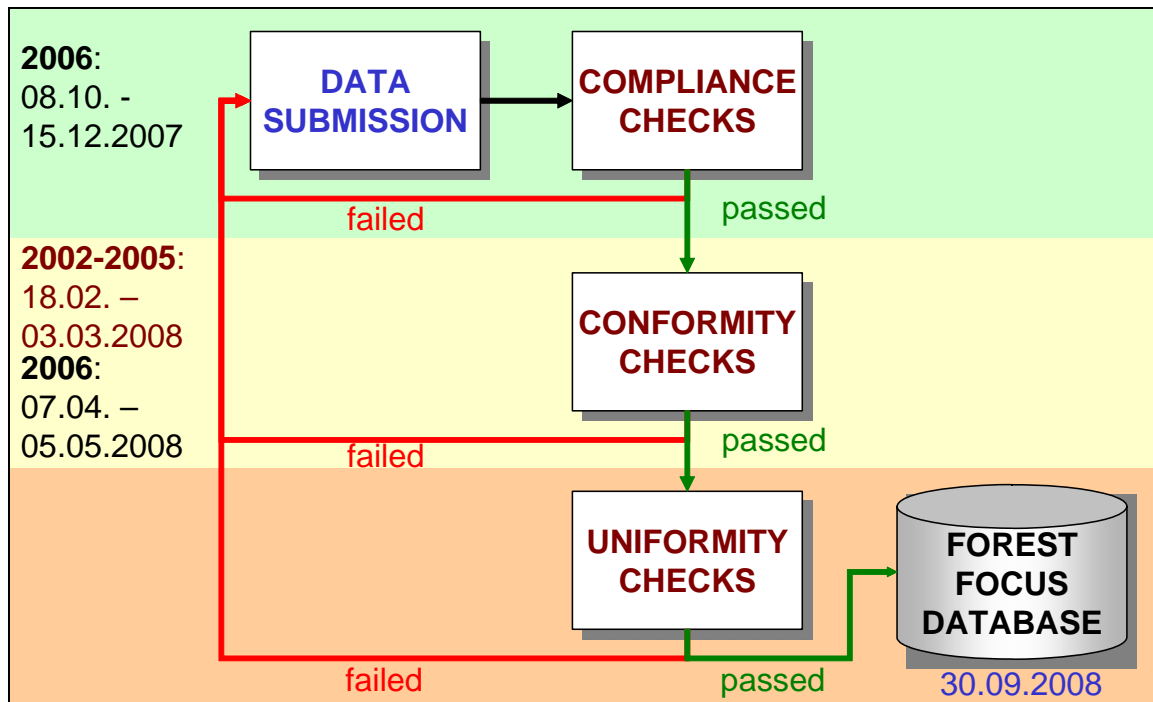 2006:
08.10. -
15.12.2007
DATA
SUBMISSION
COMPLIANCE
CHECKS
failed
passed
2002-2005:
18.02. –
03.03.2008
2006:
07.04. –
05.05.2008
CONFORMITY
CHECKS
failed
passed
UNIFORMITY
CHECKS
FOREST
FOCUS
DATABASE
failed
passed
30.09.2008